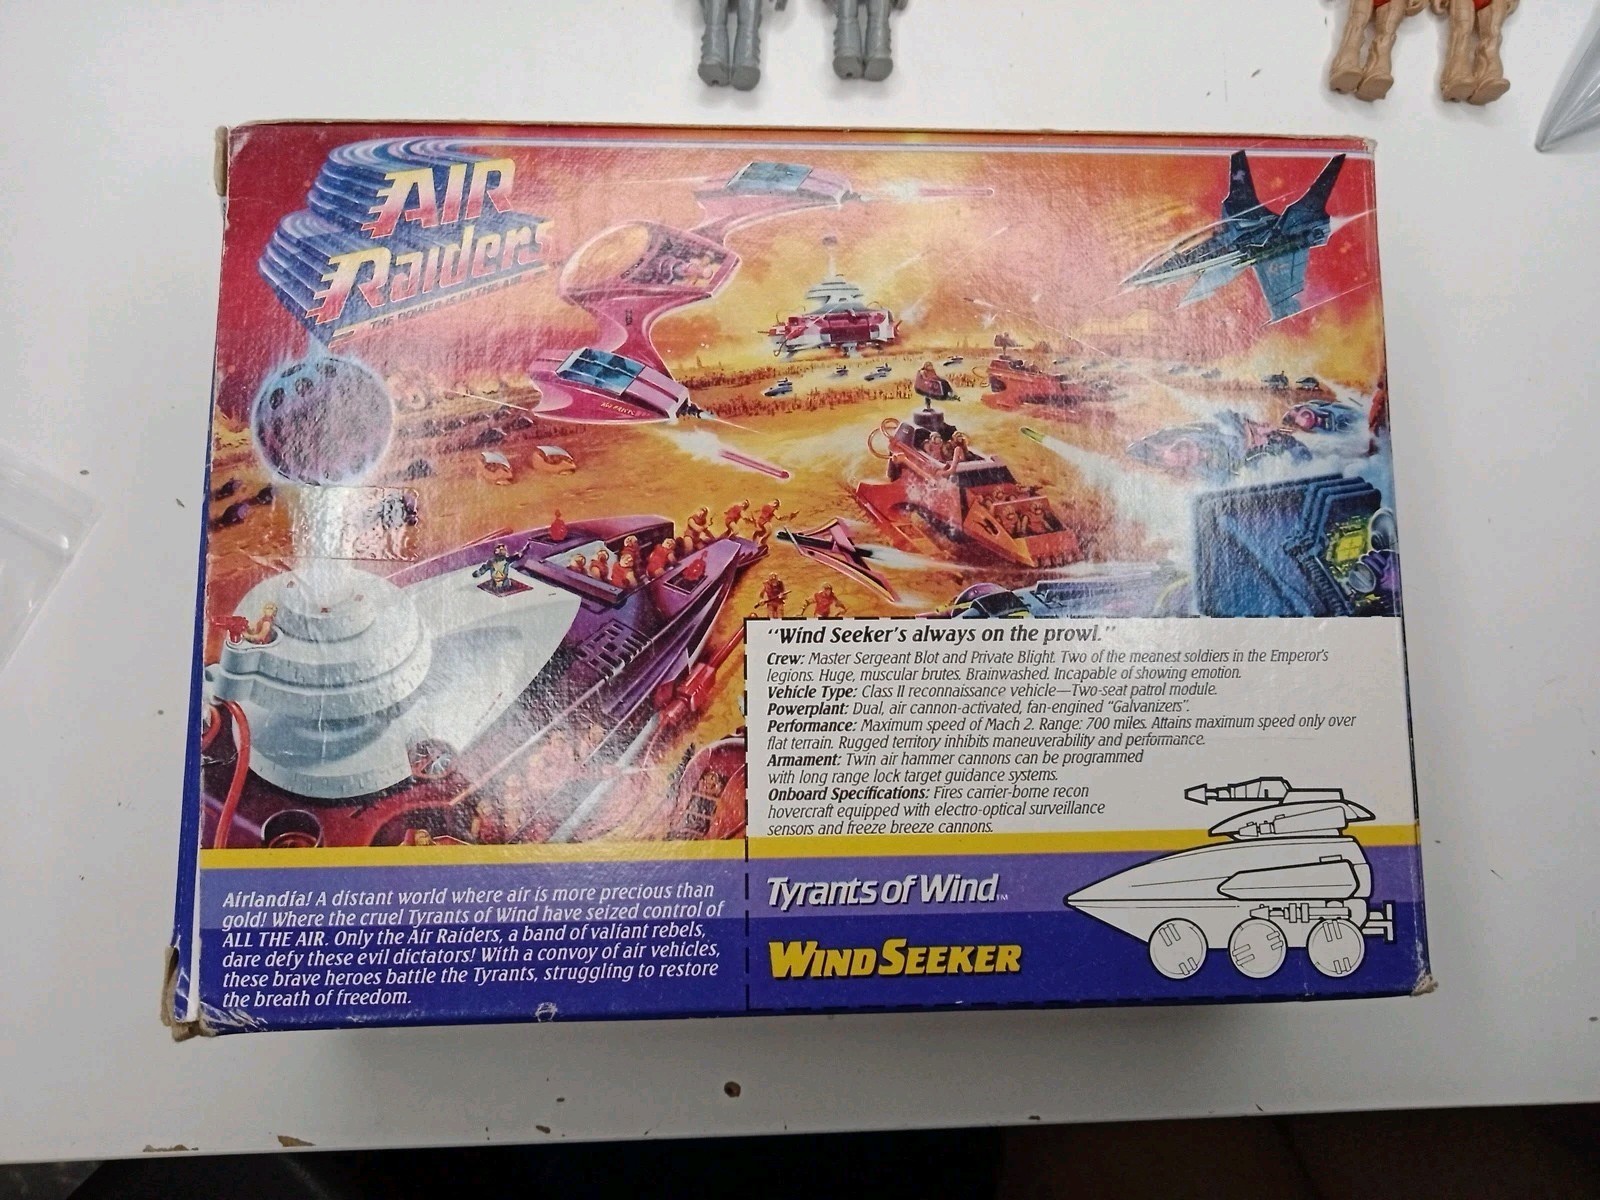 AIR
Raiders
THE POWER IS IN THE AIR
"Wind Seeker's always on the prowl."
Crew: Master Sergeant Blot and Private Blight. Two of the meanest soldiers in the Emperor's
legions. Huge, muscular brutes. Brainwashed. Incapable of showing emotion.
Vehicle Type: Class II reconnaissance vehicle—Two-seat patrol module.
Powerplant: Dual, air cannon-activated, fan-engined "Galvanizers".
Performance: Maximum speed of Mach 2. Range: 700 miles. Attains maximum speed only over
flat terrain. Rugged territory inhibits maneuverability and performance.
Armament: Twin air hammer cannons can be programmed
with long range lock target guidance systems.
Onboard Specifications: Fires carrier-borne recon
hovercraft equipped with electro-optical surveillance
sensors and freeze breeze cannons.
Airlandia! A distant world where air is more precious than
gold! Where the cruel Tyrants of Wind have seized control of
ALL THE AIR. Only the Air Raiders, a band of valiant rebels,
dare defy these evil dictators! With a convoy of air vehicles,
these brave heroes battle the Tyrants, struggling to restore
the breath of freedom.
Tyrants of Wind™
WIND SEEKER